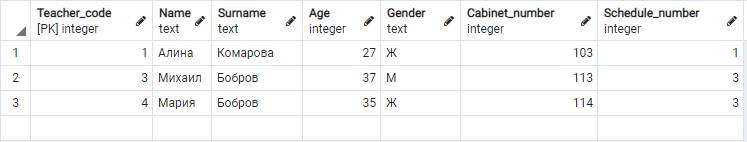 Teacher_code Name Surname Age Gender Cabinet_number Schedule_number
[PK] integer text text integer text integer integer
1 1 Алина Комарова 27 Ж 103 1
2 3 Михаил Бобров 37 М 113 3
3 4 Мария Бобров 35 Ж 114 3